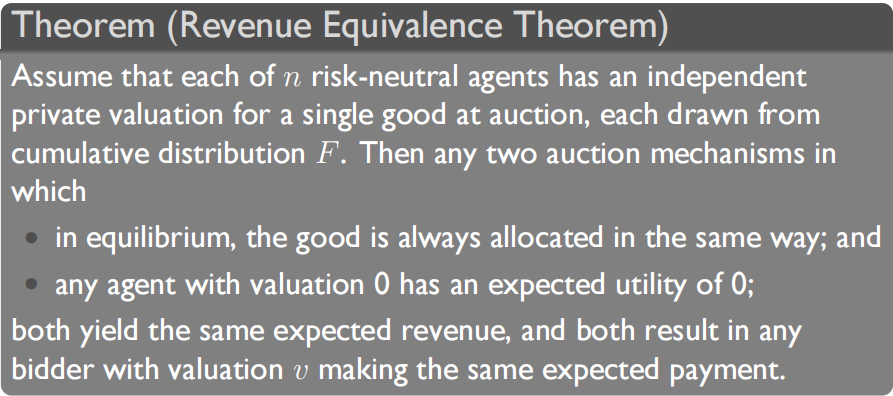 Theorem (Revenue Equivalence Theorem)
Assume that each of n risk-neutral agents has an independent
private valuation for a single good at auction, each drawn from
cumulative distribution F. Then any two auction mechanisms in
which
• in equilibrium, the good is always allocated in the same way; and
• any agent with valuation 0 has an expected utility of 0;
both yield the same expected revenue, and both result in any
bidder with valuation v making the same expected payment.